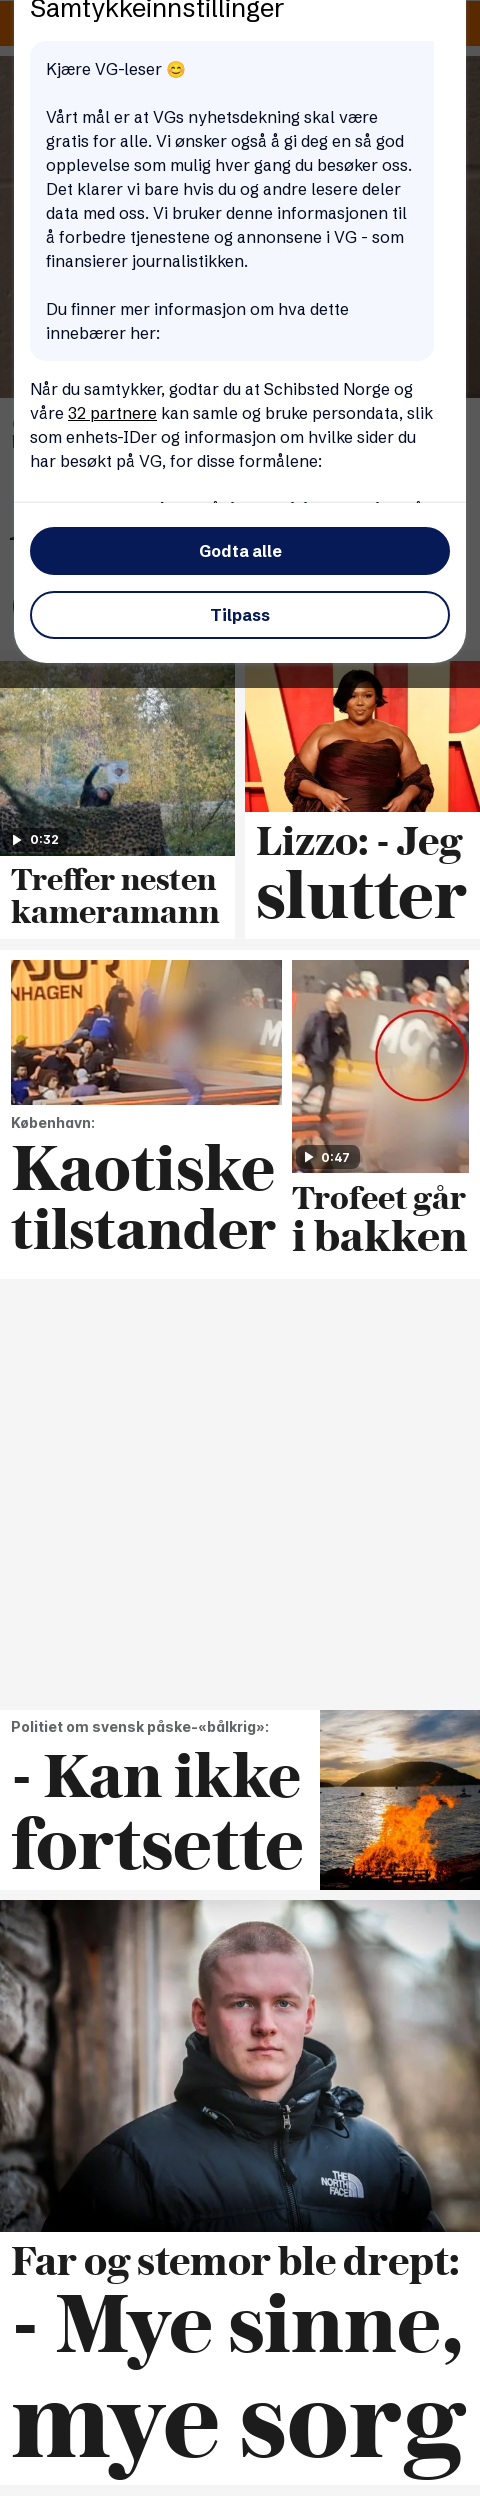 Samtykkeinnstillinger
Kjære VG-leser 😊
Vårt mål er at VGs nyhetsdekning skal være
gratis for alle. Vi ønsker også å gi deg en så god
opplevelse som mulig hver gang du besøker oss.
Det klarer vi bare hvis du og andre lesere deler
data med oss. Vi bruker denne informasjonen til
å forbedre tjenestene og annonsene i VG - som
finansierer journalistikken.
Du finner mer informasjon om hva dette
innebærer her:
Når du samtykker, godtar du at Schibsted Norge og
våre 32 partnere kan samle og bruke persondata, slik
som enhets-IDer og informasjon om hvilke sider du
har besøkt på VG, for disse formålene:
Godta alle
Tilpass
0:32
Treffer nesten
kameramann
AR
Lizzo: - Jeg
slutter
AJOR
NHAGEN
København:
Kaotiske
tilstander
MO
0:47
Trofeet går
i bakken
Politiet om svensk påske-«bålkrig»:
- Kan ikke
fortsette
THE
NORTH
FACE
Far og stemor ble drept:
- Mye sinne,
mye sorg